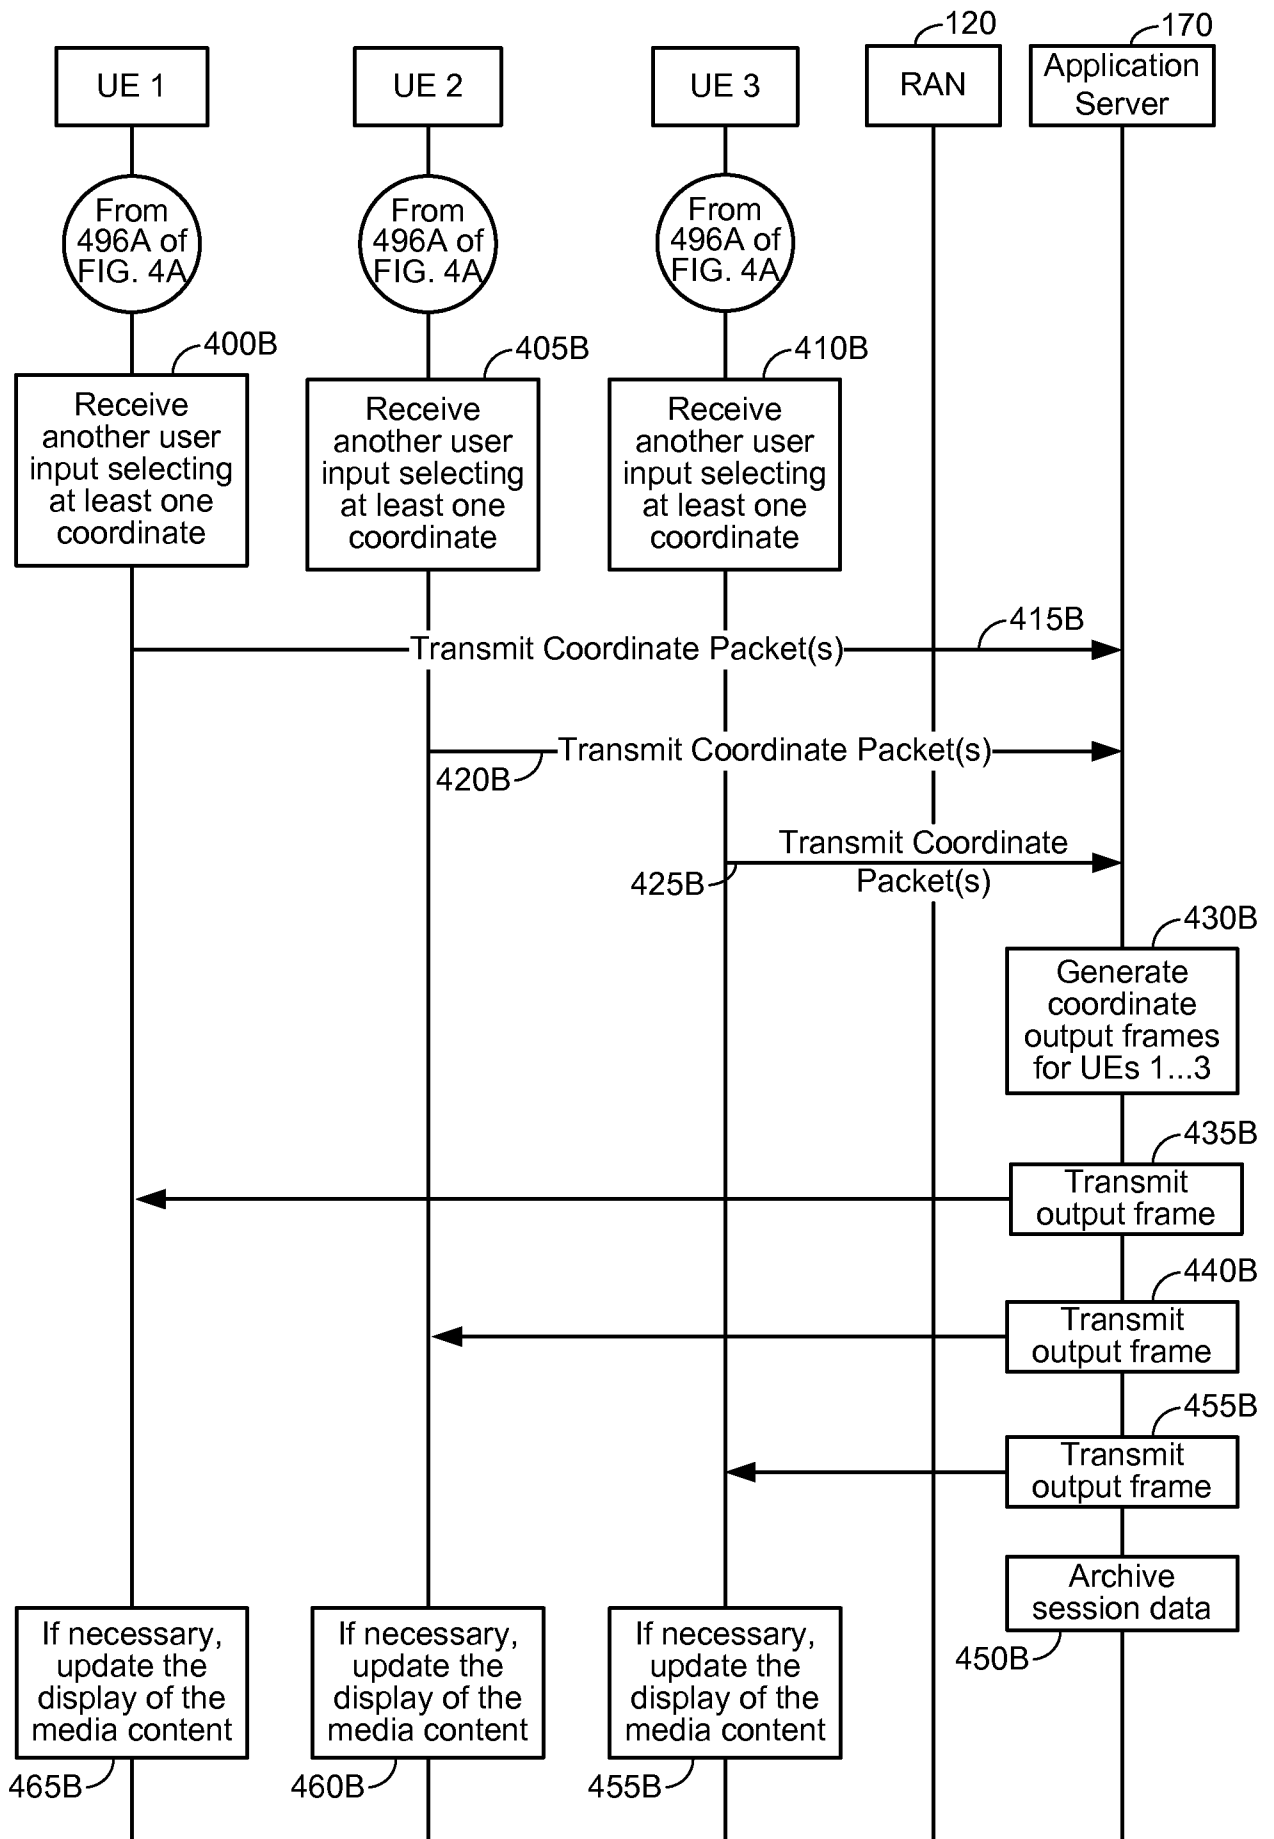 120
170
UE 1
UE 2
UE 3
RAN
Application
Server
From
496A of
FIG. 4A
From
496A of
FIG. 4A
From
496A of
FIG. 4A
400B
405B
410B
Receive
another user
input selecting
at least one
coordinate
Receive
another user
input selecting
at least one
coordinate
Receive
another user
input selecting
at least one
coordinate
415B
Transmit Coordinate Packet(s)
Transmit Coordinate Packet(s)
420B
Transmit Coordinate
Packet(s)
425B
430B
Generate
coordinate
output frames
for UEs 1...3
435B
Transmit
output frame
440B
Transmit
output frame
455B
Transmit
output frame
Archive
session data
450B
If necessary,
update the
display of the
media content
If necessary,
update the
display of the
media content
If necessary,
update the
display of the
media content
465B
460B
455B